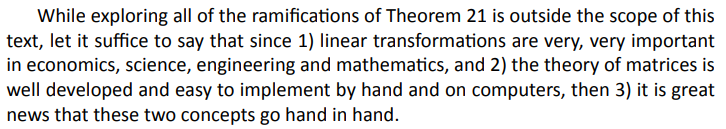 While exploring all of the ramifications of Theorem 21 is outside the scope of this
text, let it suffice to say that since 1) linear transformations are very, very important
in economics, science, engineering and mathematics, and 2) the theory of matrices is
well developed and easy to implement by hand and on computers, then 3) it is great
news that these two concepts go hand in hand.